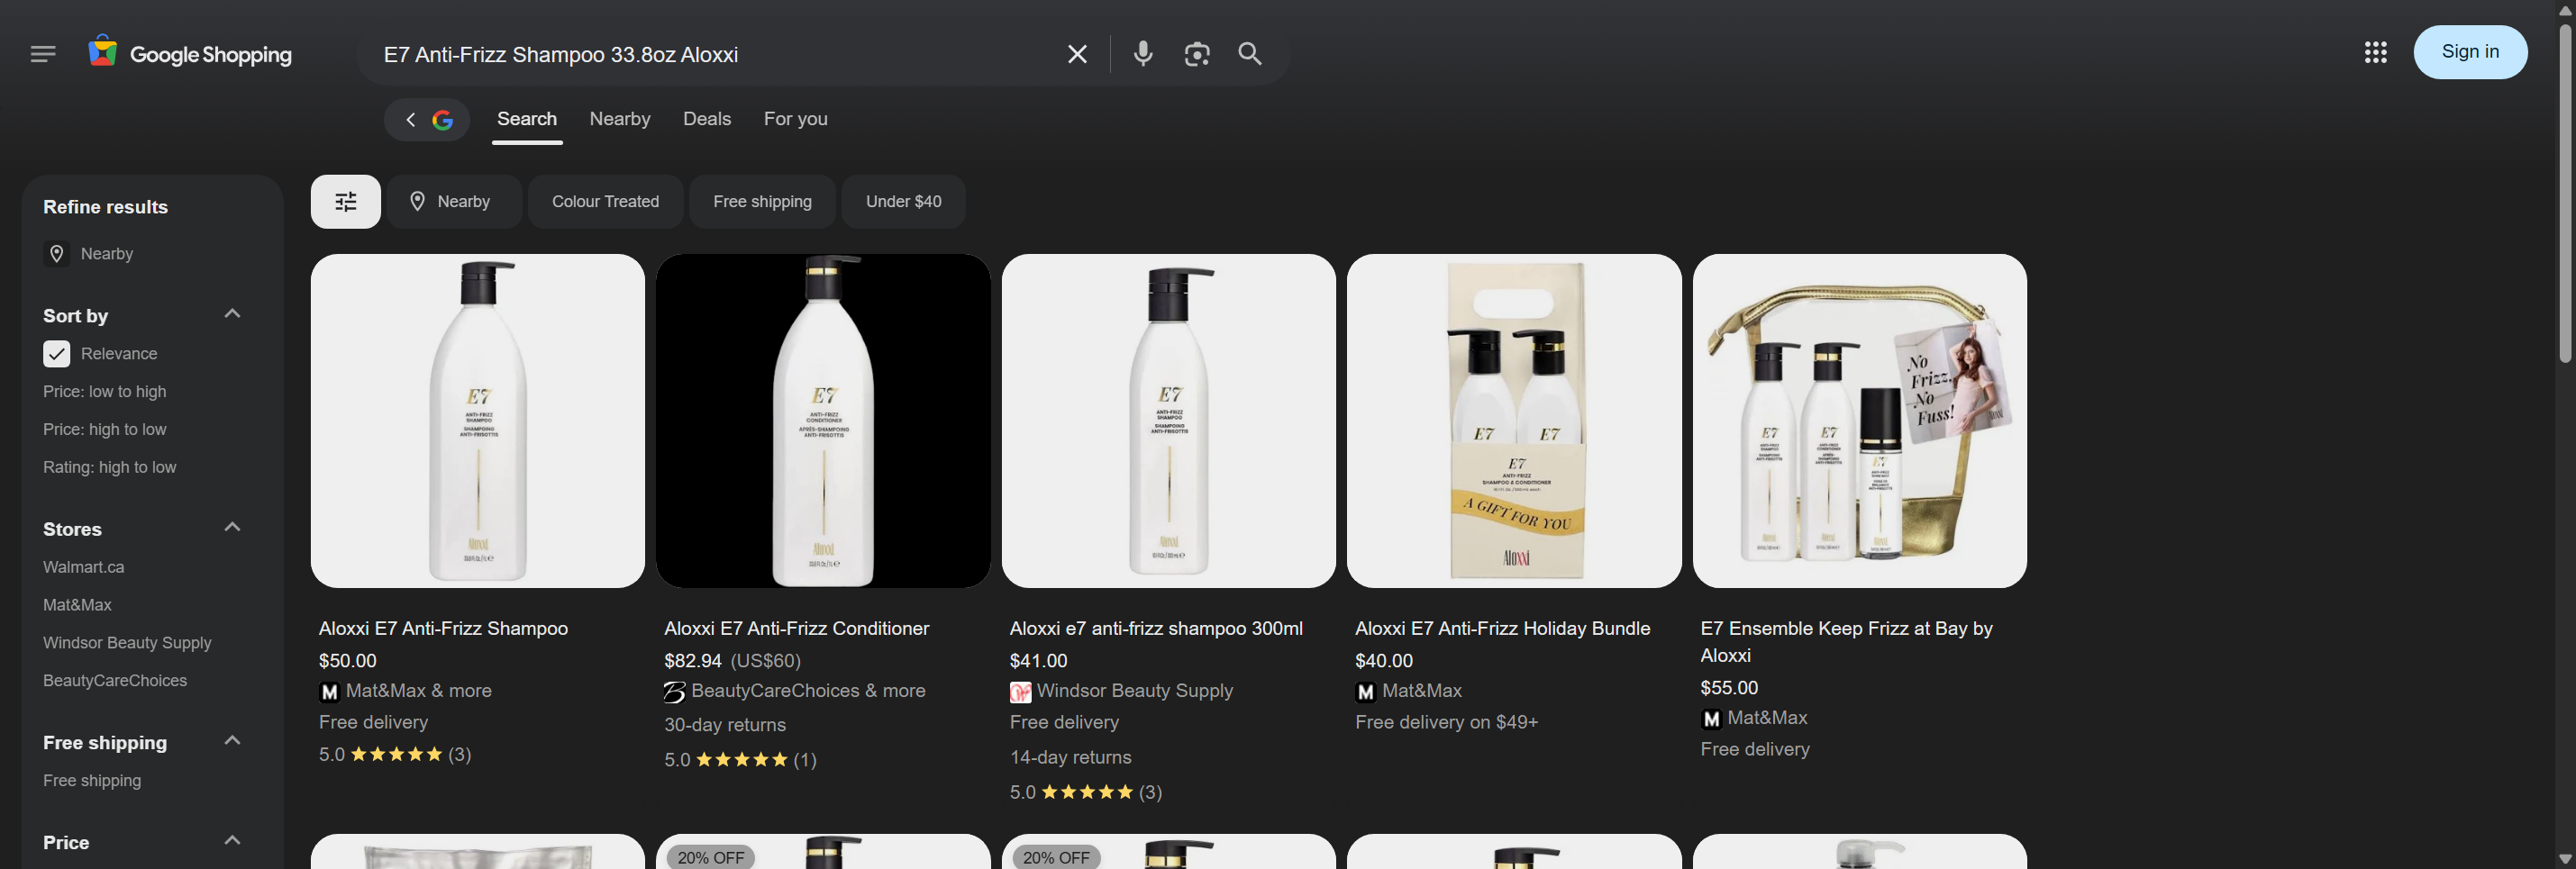 Google Shopping
E7 Anti-Frizz Shampoo 33.8oz Aloxxi
Sign in
Search
Nearby
Deals
For you
Refine results
Nearby
Sort by
Relevance
Price: low to high
Price: high to low
Rating: high to low
Stores
Walmart.ca
Mat&Max
Windsor Beauty Supply
BeautyCareChoices
Free shipping
Free shipping
Price
Nearby
Colour Treated
Free shipping
Under $40
E7
ANTI-FRIZZ
SHAMPOO
SHAMPOING
ANTI-FRISOTTIS
Aloxxi
Aloxxi E7 Anti-Frizz Shampoo
$50.00
Mat&Max & more
Free delivery
5.0 ★★★★★ (3)
E7
ANTI-FRIZZ
CONDITIONER
APRÈS-SHAMPOING
ANTI-FRISOTTIS
Aloxxi
Aloxxi E7 Anti-Frizz Conditioner
$82.94 (US$60)
BeautyCareChoices & more
30-day returns
5.0 ★★★★★ (1)
E7
ANTI-FRIZZ
SHAMPOO
SHAMPOING
ANTI-FRISOTTIS
Aloxxi
Aloxxi e7 anti-frizz shampoo 300ml
$41.00
Windsor Beauty Supply
Free delivery
14-day returns
5.0 ★★★★★ (3)
E7
E7
E7
ANTI-FRIZZ
SHAMPOO & CONDITIONER
A GIFT FOR YOU
Aloxxi
Aloxxi E7 Anti-Frizz Holiday Bundle
$40.00
Mat&Max
Free delivery on $49+
No
Frizz,
No
Fuss!
E7
E7
E7
E7 Ensemble Keep Frizz at Bay by
Aloxxi
$55.00
Mat&Max
Free delivery
20% OFF
20% OFF